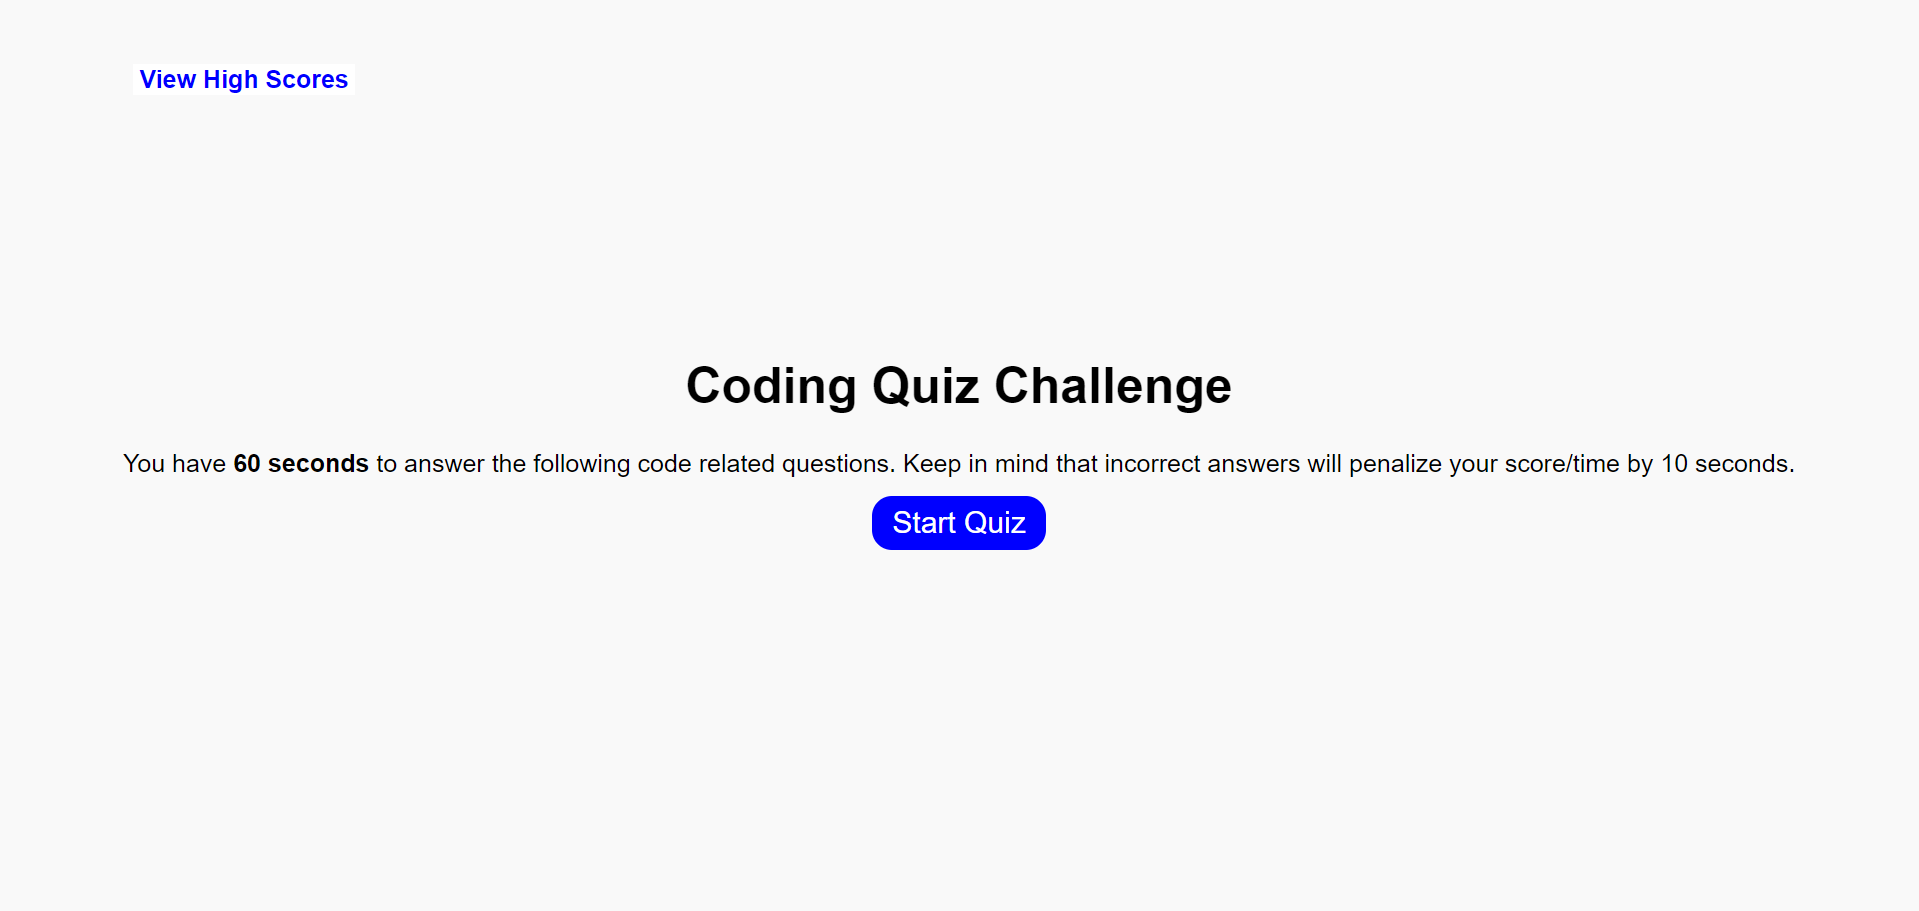 View High Scores
Coding Quiz Challenge
You have 60 seconds to answer the following code related questions. Keep in mind that incorrect answers will penalize your score/time by 10 seconds.
Start Quiz